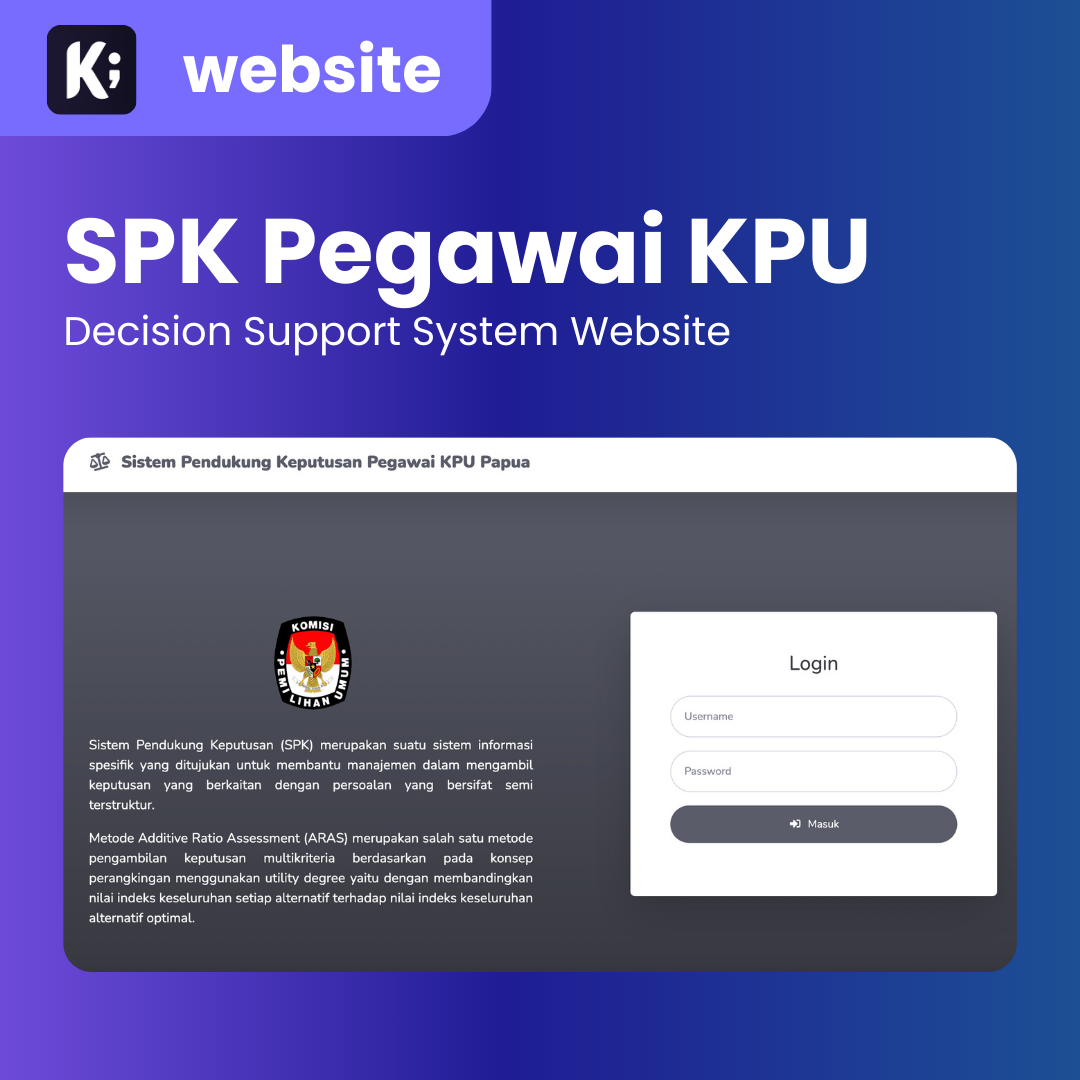 K;
website
SPK Pegawai KPU
Decision Support System Website
Sistem Pendukung Keputusan Pegawai KPU Papua
KOMISI
PEMILIHAN UMUM
Sistem Pendukung Keputusan (SPK) merupakan suatu sistem informasi
spesifik yang ditujukan untuk membantu manajemen dalam mengambil
keputusan yang berkaitan dengan persoalan yang bersifat semi
terstruktur.
Metode Additive Ratio Assessment (ARAS) merupakan salah satu metode
pengambilan keputusan multikriteria berdasarkan pada konsep
perangkingan menggunakan utility degree yaitu dengan membandingkan
nilai indeks keseluruhan setiap alternatif terhadap nilai indeks keseluruhan
alternatif optimal.
Login
Username
Password
Masuk